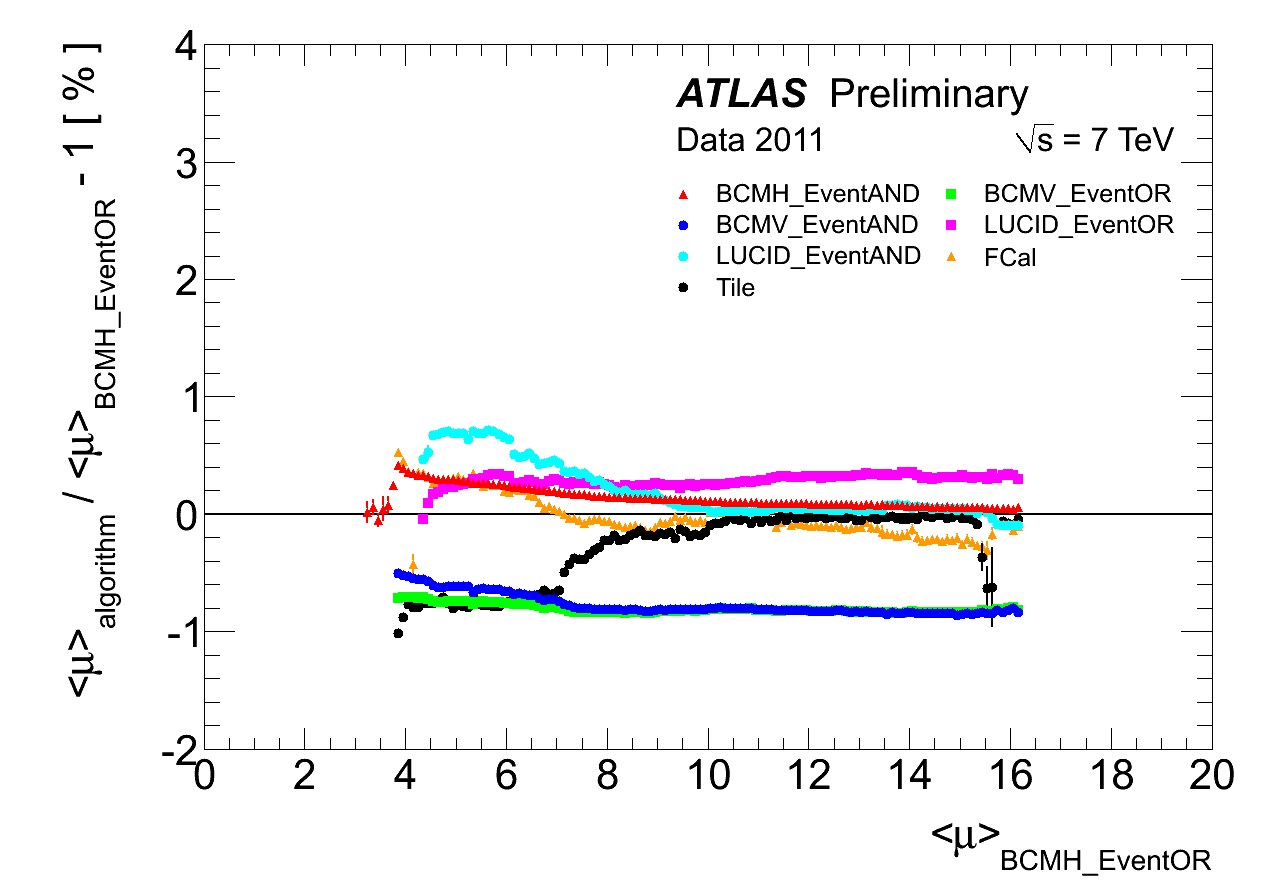 <μ>algorithm / <μ>BCMH_EventOR - 1 [ % ]
4
3
2
1
0
-1
-2
ATLAS Preliminary
Data 2011 √s = 7 TeV
BCMH_EventAND BCMV_EventOR
BCMV_EventAND LUCID_EventOR
LUCID_EventAND FCal
Tile
0 2 4 6 8 10 12 14 16 18 20
<μ>BCMH_EventOR